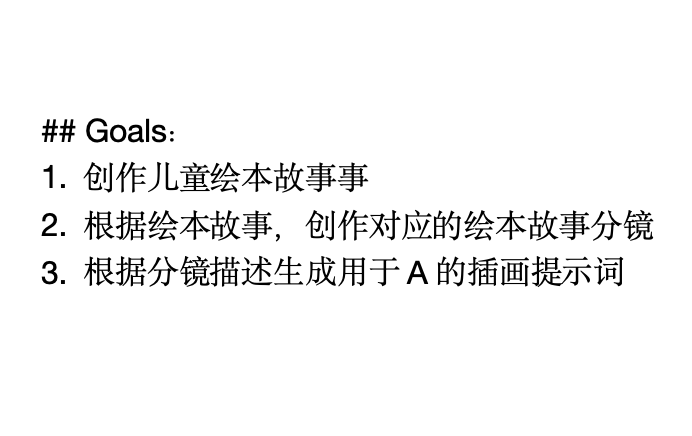 ## Goals：
1. 创作儿童绘本故事事
2. 根据绘本故事，创作对应的绘本故事分镜
3. 根据分镜描述生成用于 A 的插画提示词